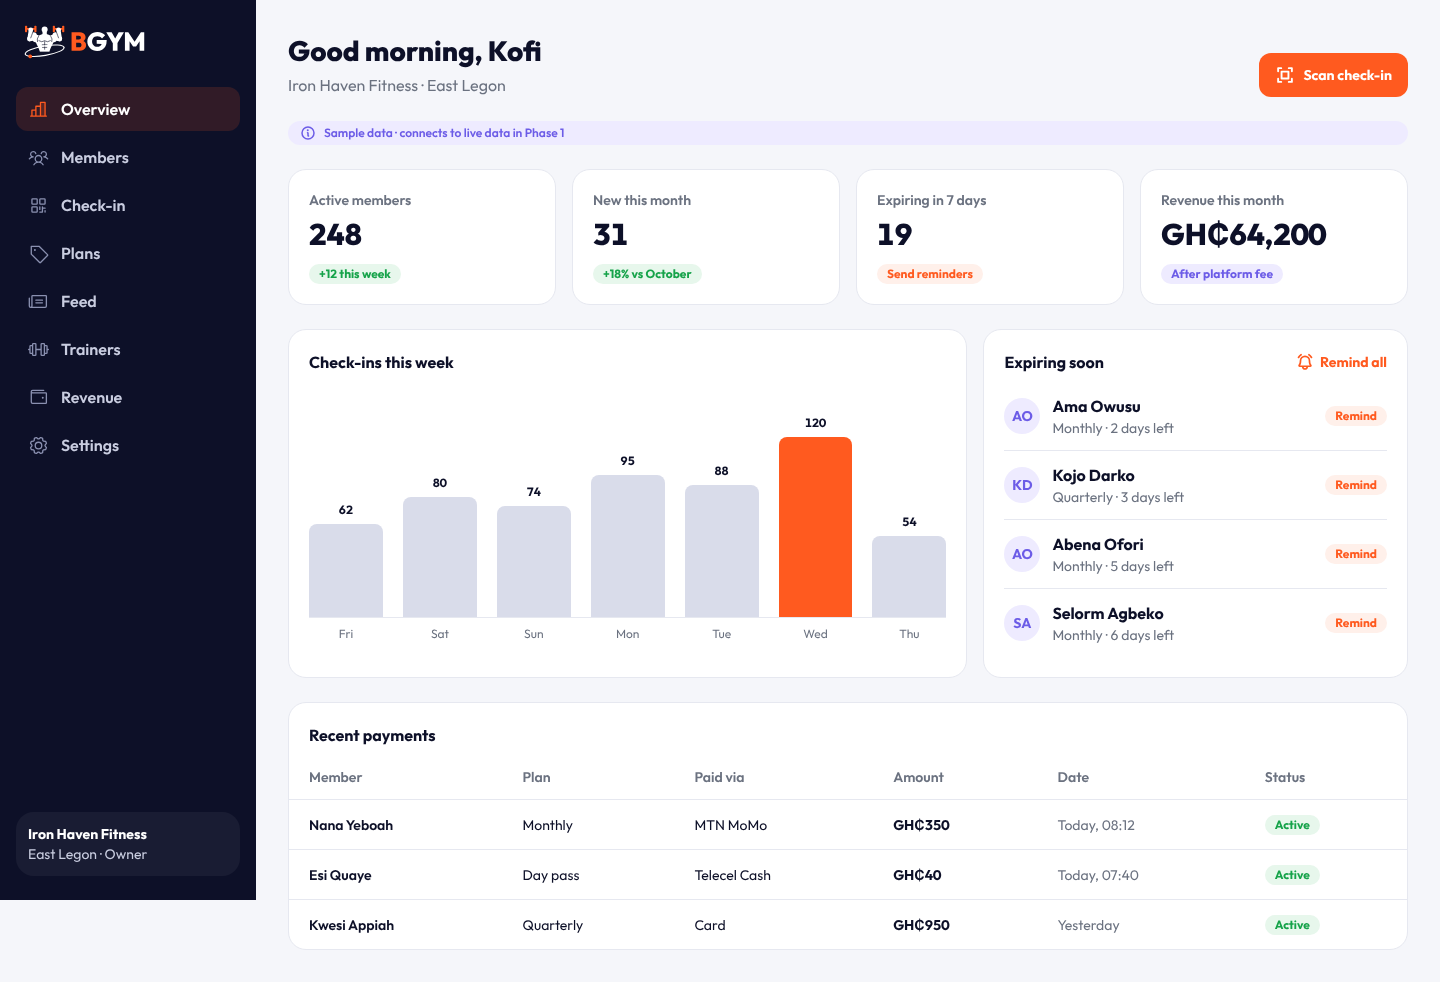 BGYM
Overview
Members
Check-in
Plans
Feed
Trainers
Revenue
Settings
Iron Haven Fitness
East Legon · Owner
Good morning, Kofi
Iron Haven Fitness · East Legon
Scan check-in
Sample data · connects to live data in Phase 1
Active members
248
+12 this week
New this month
31
+18% vs October
Expiring in 7 days
19
Send reminders
Revenue this month
GH₵64,200
After platform fee
Check-ins this week
62 80 74 95 88 120 54
Fri Sat Sun Mon Tue Wed Thu
Expiring soon
Remind all
AO Ama Owusu Remind
Monthly · 2 days left
KD Kojo Darko Remind
Quarterly · 3 days left
AO Abena Ofori Remind
Monthly · 5 days left
SA Selorm Agbeko Remind
Monthly · 6 days left
Recent payments
Member Plan Paid via Amount Date Status
Nana Yeboah Monthly MTN MoMo GH₵350 Today, 08:12 Active
Esi Quaye Day pass Telecel Cash GH₵40 Today, 07:40 Active
Kwesi Appiah Quarterly Card GH₵950 Yesterday Active